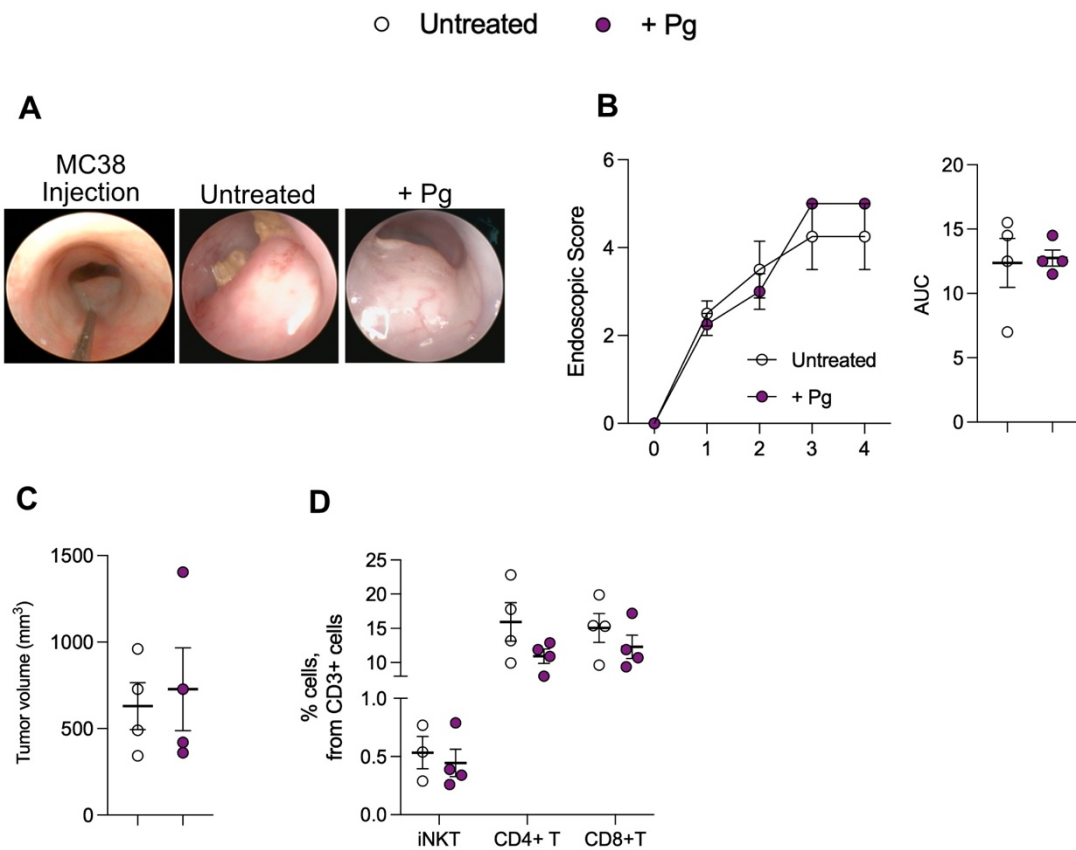 Untreated
+ Pg
A
MC38
Injection
Untreated
+ Pg
B
6
4
2
0
Endoscopic Score
0 1 2 3 4
Untreated
+ Pg
20
15
10
5
0
AUC
C
1500
1000
500
0
Tumor volume (mm³)
D
25
20
15
10
1.0
0.5
0.0
% cells,
from CD3+ cells
iNKT CD4+ T CD8+T